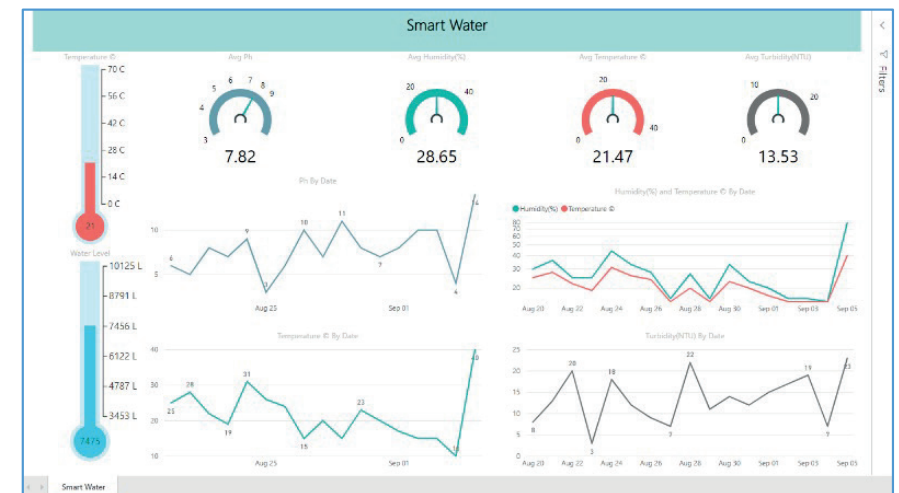 Smart Water
Filters
Temperature ©
70 C
56 C
42 C
28 C
14 C
0 C
21
Avg Ph
3
4
5
6
7
8
9
7.82
Avg Humidity(%)
0
20
40
28.65
Avg Temperature ©
0
20
40
21.47
Avg Turbidity(NTU)
0
10
20
13.53
Water Level
10125 L
8791 L
7456 L
6122 L
4787 L
3453 L
7475
Ph By Date
10
5
6
9
3
10
11
7
4
14
Aug 25
Sep 01
Humidity(%) and Temperature © By Date
Humidity(%) Temperature ©
80
60
50
40
30
20
Aug 20 Aug 22 Aug 24 Aug 26 Aug 28 Aug 30 Sep 01 Sep 03 Sep 05
Temperature © By Date
40
30
20
10
25
28
19
31
15
23
10
40
Aug 25
Sep 01
Turbidity(NTU) By Date
25
20
15
10
5
0
8
20
3
18
7
22
19
7
23
Aug 20 Aug 22 Aug 24 Aug 26 Aug 28 Aug 30 Sep 01 Sep 03 Sep 05
Smart Water